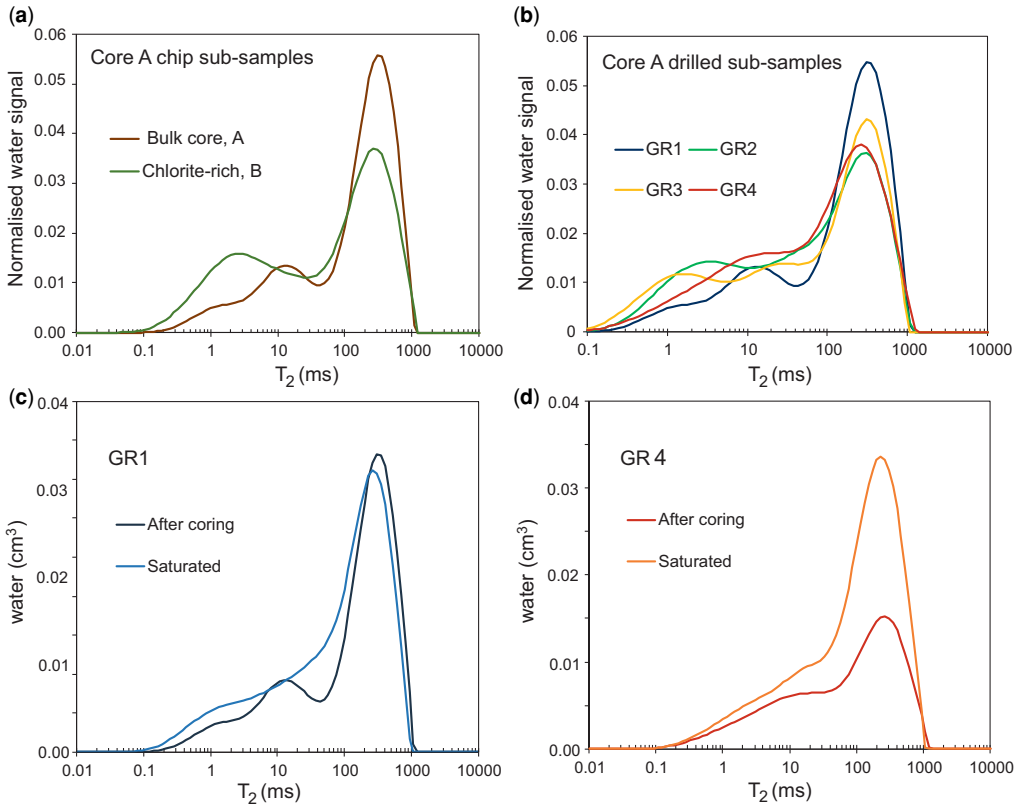 (a)
Core A chip sub-samples
Bulk core, A
Chlorite-rich, B
Normalised water signal
0.06
0.05
0.04
0.03
0.02
0.01
0.00
0.01 0.1 1 10 100 1000 10000
T2 (ms)
(b)
Core A drilled sub-samples
GR1 GR2
GR3 GR4
Normalised water signal
0.06
0.05
0.04
0.03
0.02
0.01
0
0.1 1 10 100 1000 10000
T2 (ms)
(c)
GR1
After coring
Saturated
water (cm3)
0.04
0.03
0.02
0.01
0.00
0.01 0.1 1 10 100 1000 10000
T2 (ms)
(d)
GR 4
After coring
Saturated
water (cm3)
0.04
0.03
0.02
0.01
0.00
0.01 0.1 1 10 100 1000 10000
T2 (ms)